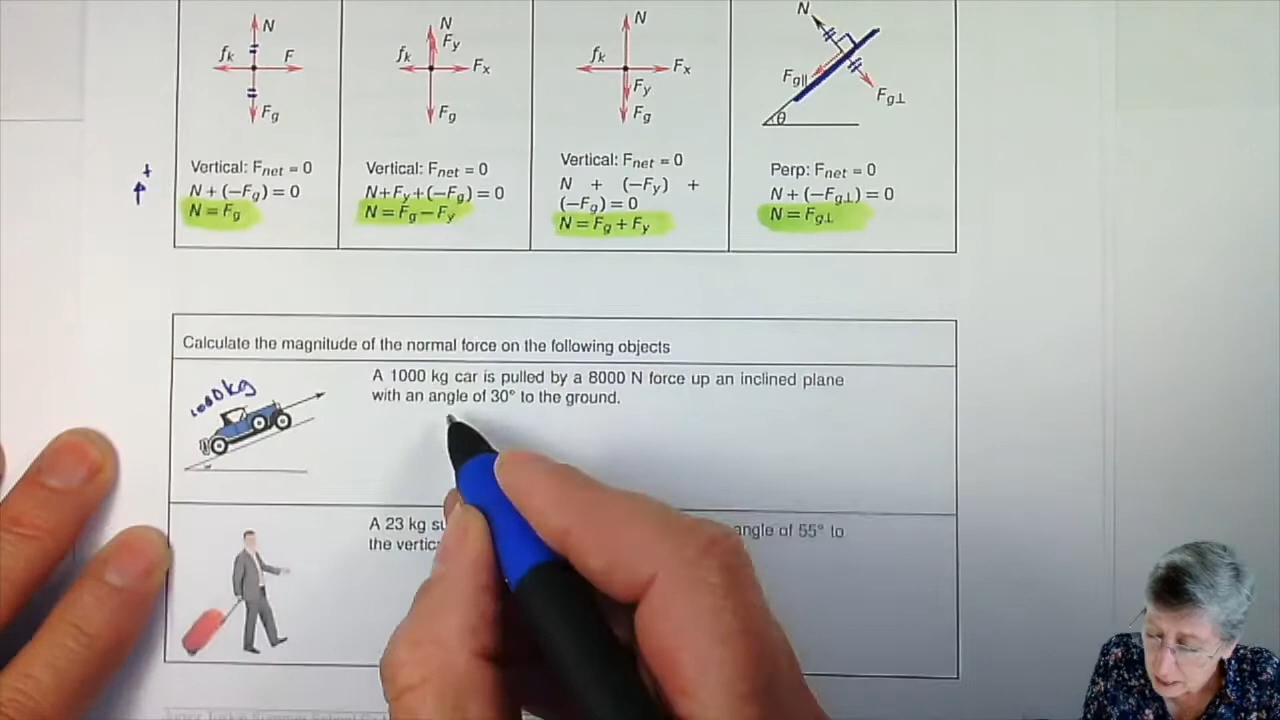 N
fk F
Fg
N
Fy
fk Fx
Fg
N
fk Fx
Fy
Fg
N
Fg||
Fg⊥
θ
+
Vertical: Fnet = 0
N + (−Fg) = 0
N = Fg
Vertical: Fnet = 0
N+Fy+(−Fg) = 0
N = Fg − Fy
Vertical: Fnet = 0
N + (−Fy) +
(−Fg) = 0
N = Fg + Fy
Perp: Fnet = 0
N + (−Fg⊥) = 0
N = Fg⊥
Calculate the magnitude of the normal force on the following objects
1000kg
A 1000 kg car is pulled by a 8000 N force up an inclined plane
with an angle of 30° to the ground.
A 23 kg angle of 55° to
the